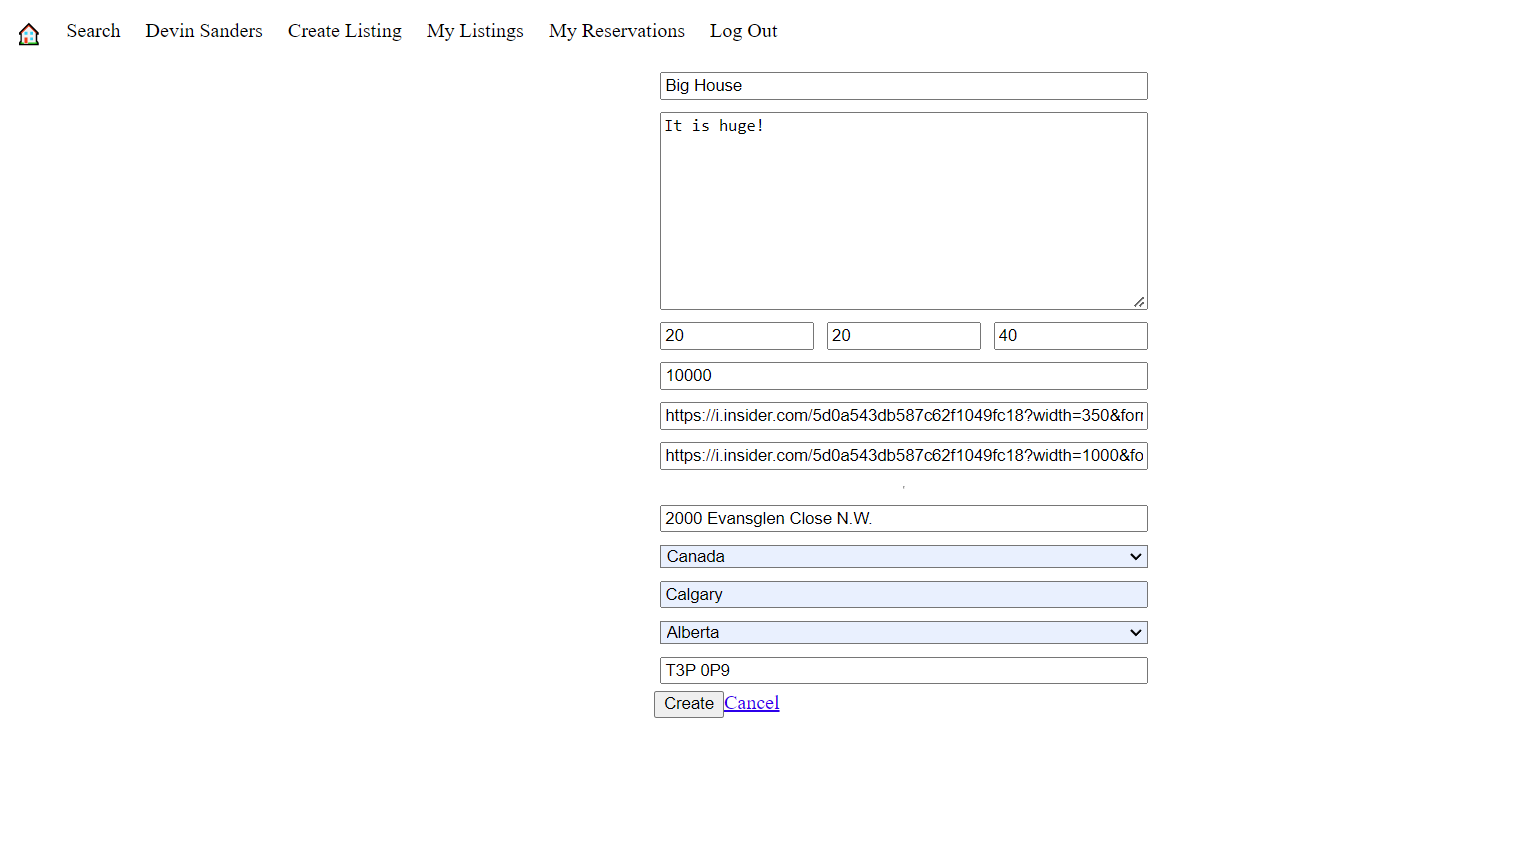 Search Devin Sanders Create Listing My Listings My Reservations Log Out
Big House
It is huge!
20 20 40
10000
https://i.insider.com/5d0a543db587c62f1049fc18?width=350&for
https://i.insider.com/5d0a543db587c62f1049fc18?width=1000&fo
2000 Evansglen Close N.W.
Canada
Calgary
Alberta
T3P 0P9
Create Cancel